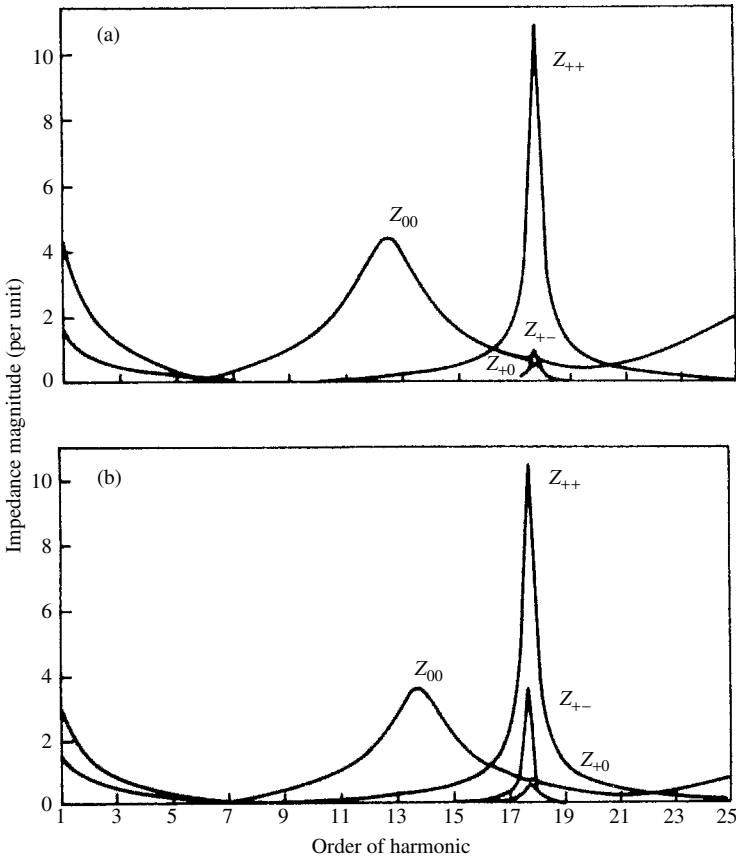 (a)
10
8
6
4
2
0
Z++
Z00
Z+−
Z+0
Impedance magnitude (per unit)
(b)
10
8
6
4
2
0
Z++
Z00
Z+−
Z+0
1 3 5 7 9 11 13 15 17 19 21 23 25
Order of harmonic